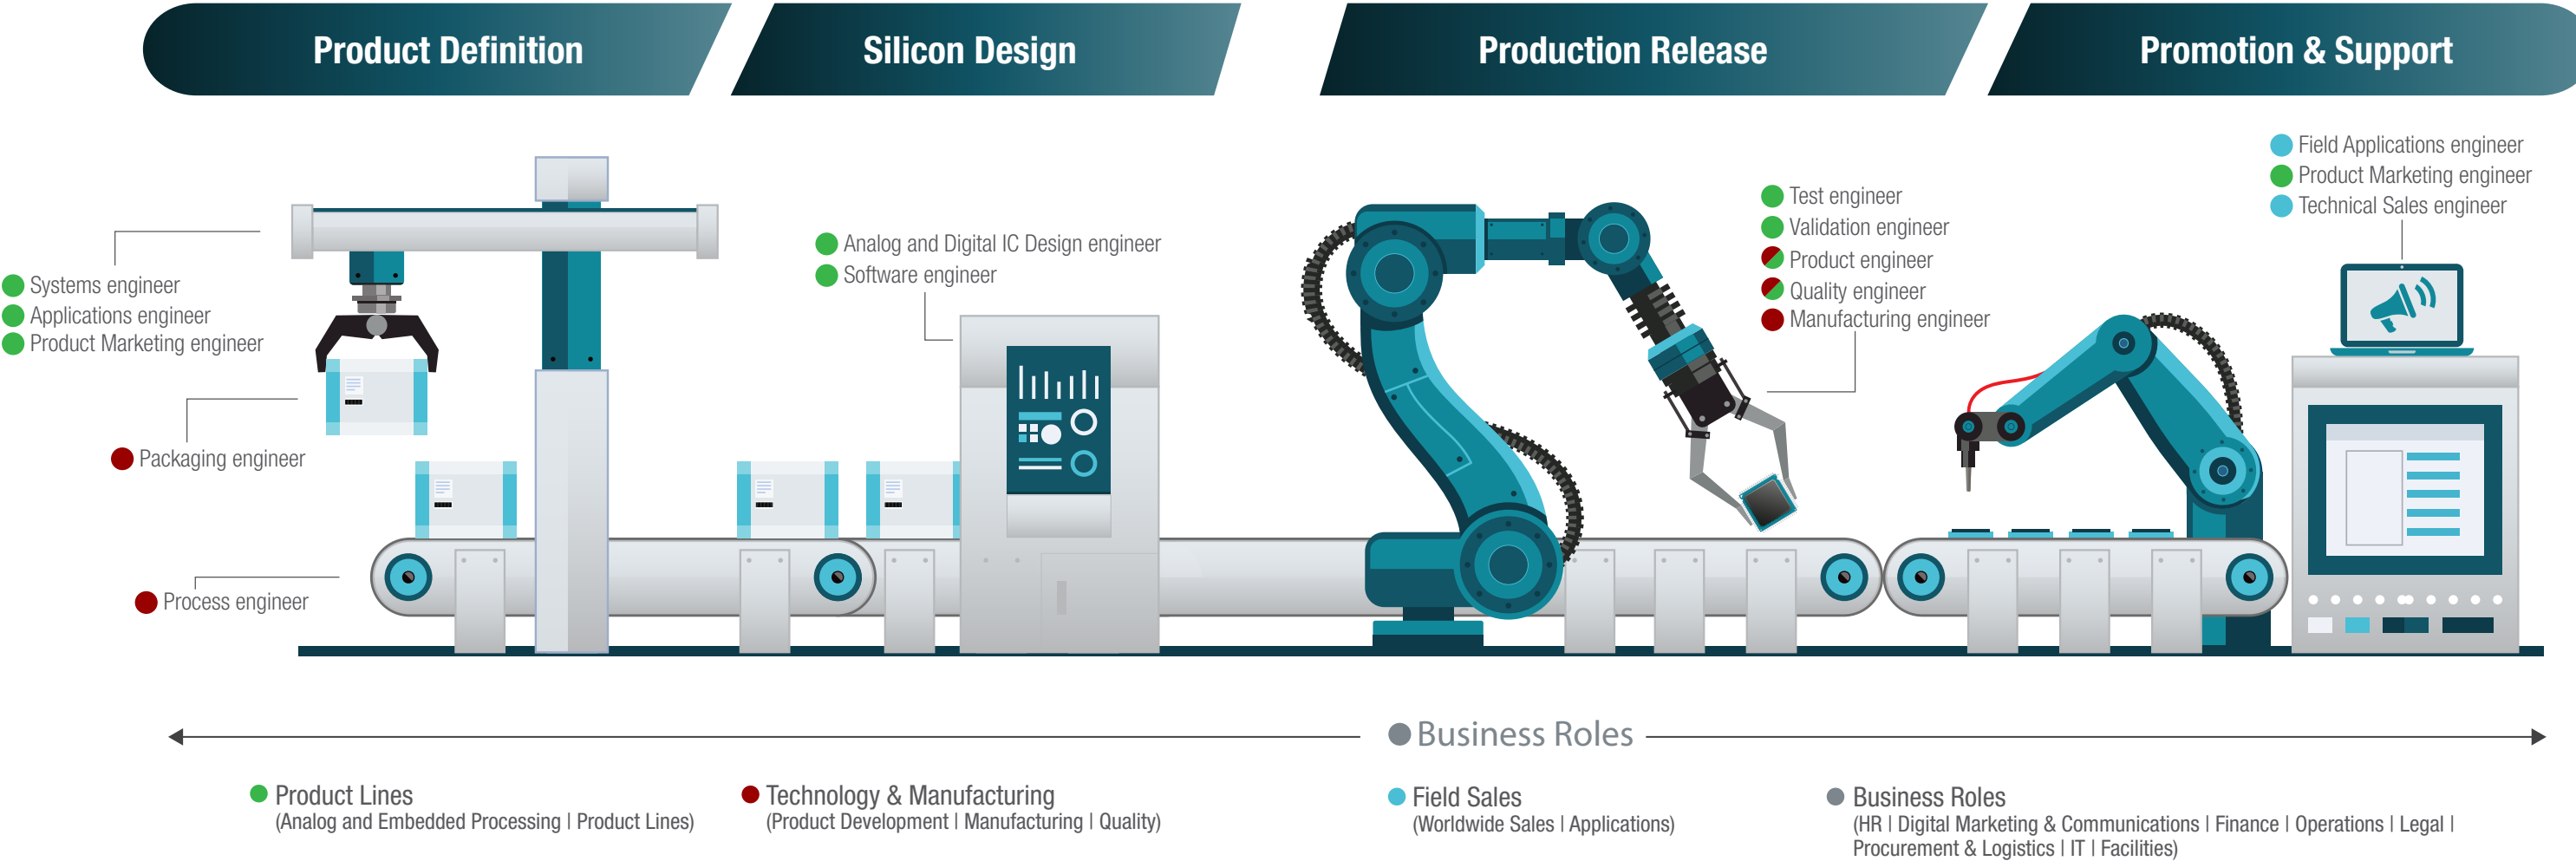 Product Definition
Silicon Design
Production Release
Promotion & Support
Systems engineer
Applications engineer
Product Marketing engineer
Packaging engineer
Process engineer
Analog and Digital IC Design engineer
Software engineer
Test engineer
Validation engineer
Product engineer
Quality engineer
Manufacturing engineer
Field Applications engineer
Product Marketing engineer
Technical Sales engineer
Business Roles
Product Lines
(Analog and Embedded Processing | Product Lines)
Technology & Manufacturing
(Product Development | Manufacturing | Quality)
Field Sales
(Worldwide Sales | Applications)
Business Roles
(HR | Digital Marketing & Communications | Finance | Operations | Legal |
Procurement & Logistics | IT | Facilities)